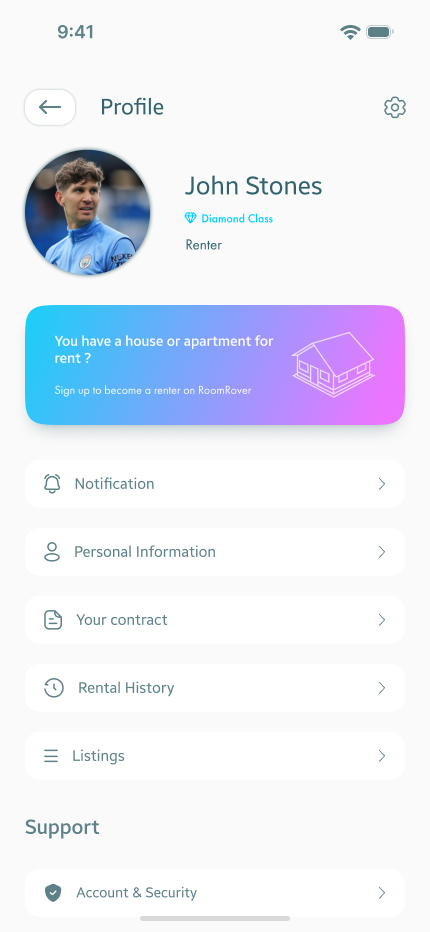 9:41
Profile
John Stones
Diamond Class
Renter
You have a house or apartment for
rent ?
Sign up to become a renter on RoomRover
Notification
Personal Information
Your contract
Rental History
Listings
Support
Account & Security